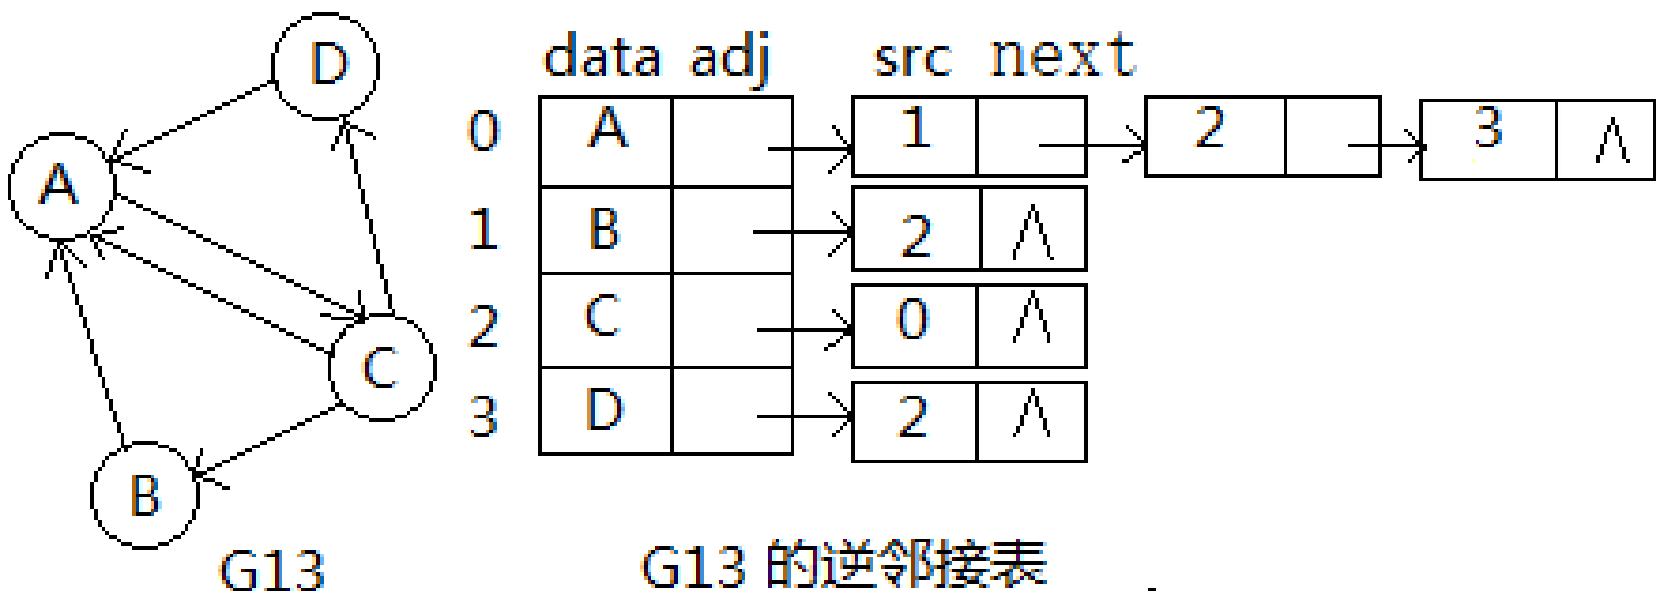 D
A
C
B
G13
data adj src next
0 A 1 2 3 ∧
1 B 2 ∧
2 C 0 ∧
3 D 2 ∧
G13 的逆邻接表